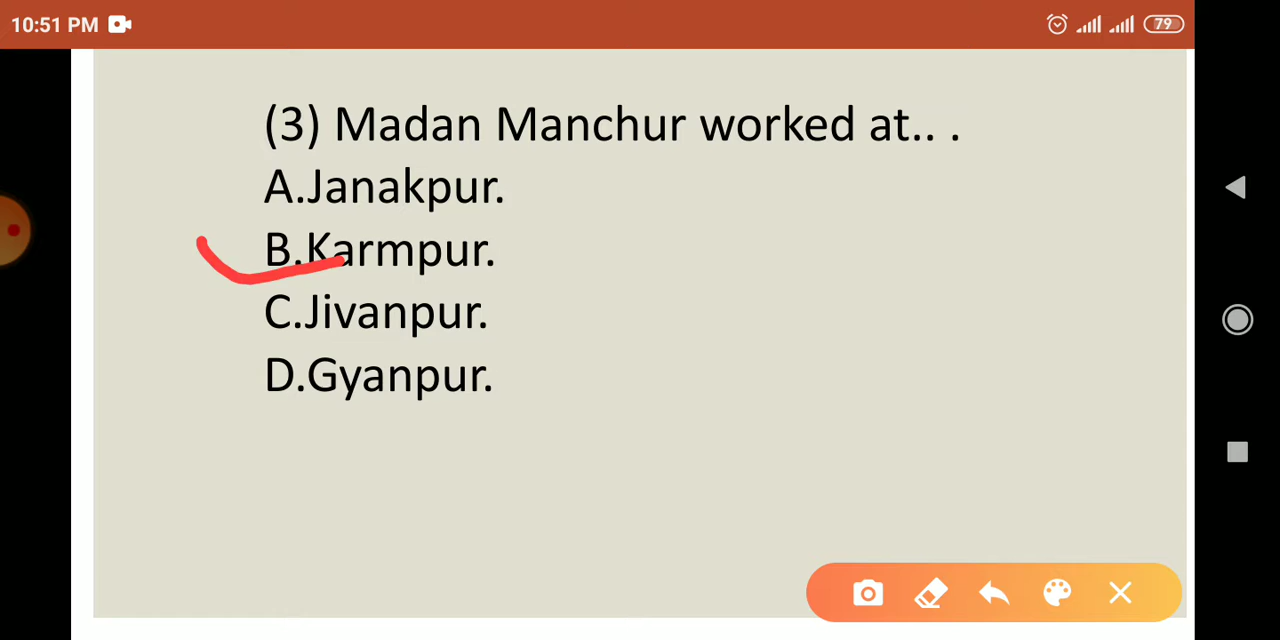 10:51 PM
79
(3) Madan Manchur worked at.. .
A.Janakpur.
B.Karmpur.
C.Jivanpur.
D.Gyanpur.